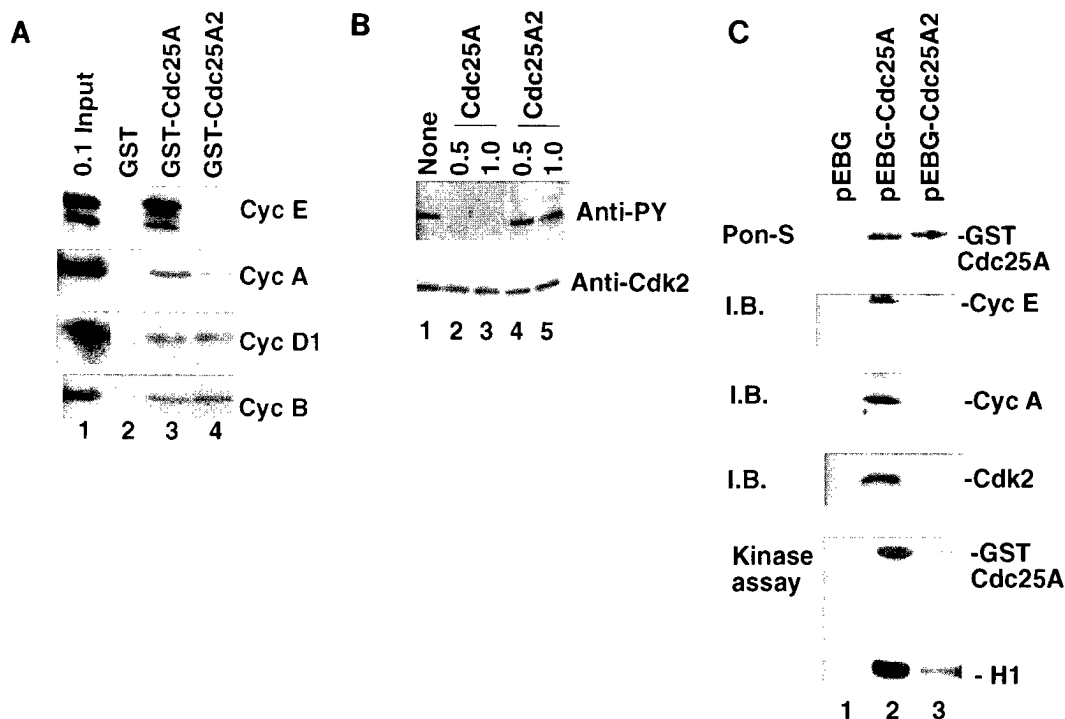 A
0.1 Input
GST
GST-Cdc25A
GST-Cdc25A2
Cyc E
Cyc A
Cyc D1
Cyc B
1 2 3 4
B
Cdc25A
Cdc25A2
None
0.5
1.0
0.5
1.0
Anti-PY
Anti-Cdk2
1 2 3 4 5
C
pEBG
pEBG-Cdc25A
pEBG-Cdc25A2
Pon-S
-GST
Cdc25A
I.B.
-Cyc E
I.B.
-Cyc A
I.B.
-Cdk2
Kinase
assay
-GST
Cdc25A
- H1
1 2 3